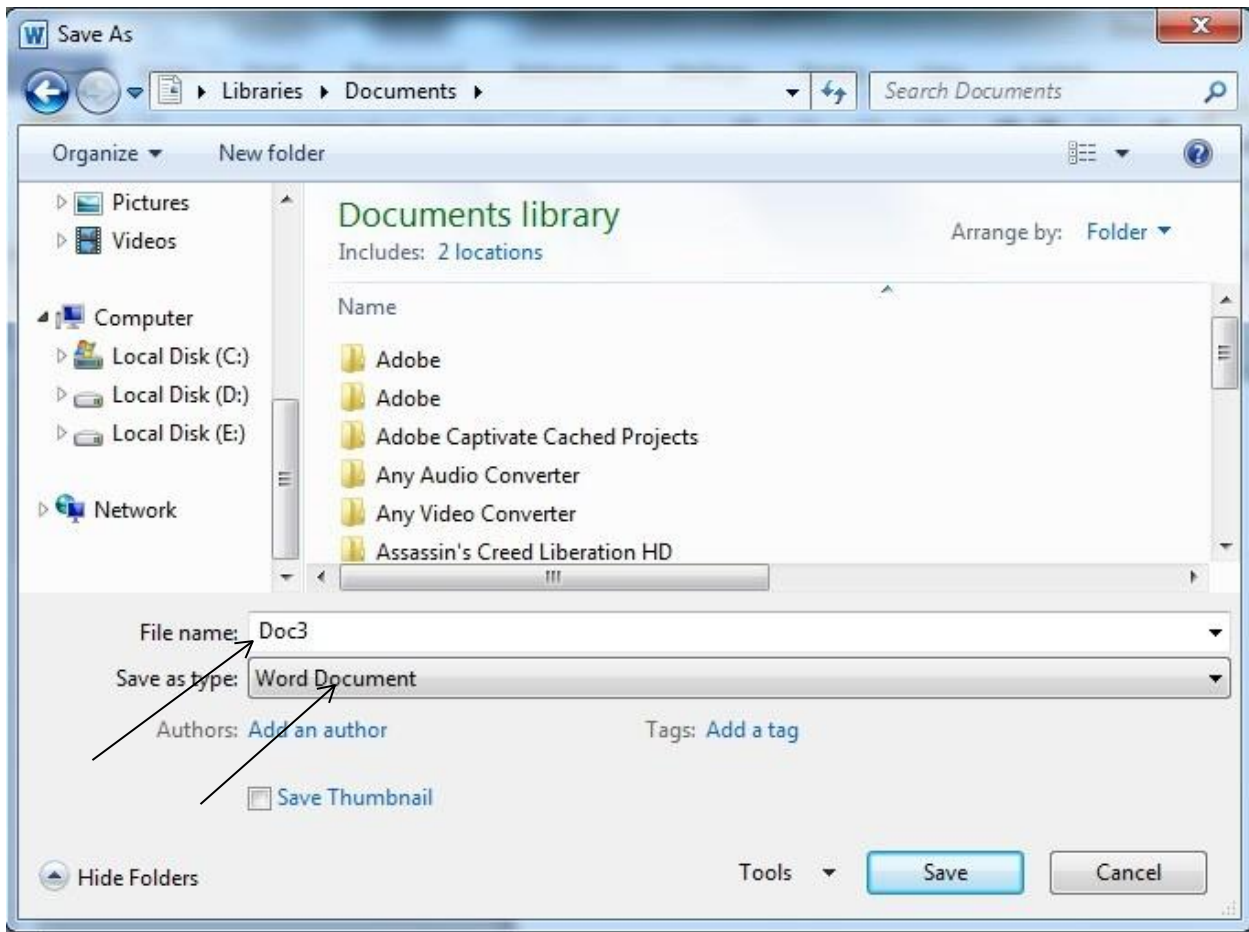 Save As
Libraries Documents Search Documents
Organize New folder
Pictures
Videos
Computer
Local Disk (C:)
Local Disk (D:)
Local Disk (E:)
Network
Documents library
Includes: 2 locations
Arrange by: Folder
Name
Adobe
Adobe
Adobe Captivate Cached Projects
Any Audio Converter
Any Video Converter
Assassin's Creed Liberation HD
File name: Doc3
Save as type: Word Document
Authors: Add an author Tags: Add a tag
Save Thumbnail
Hide Folders Tools Save Cancel